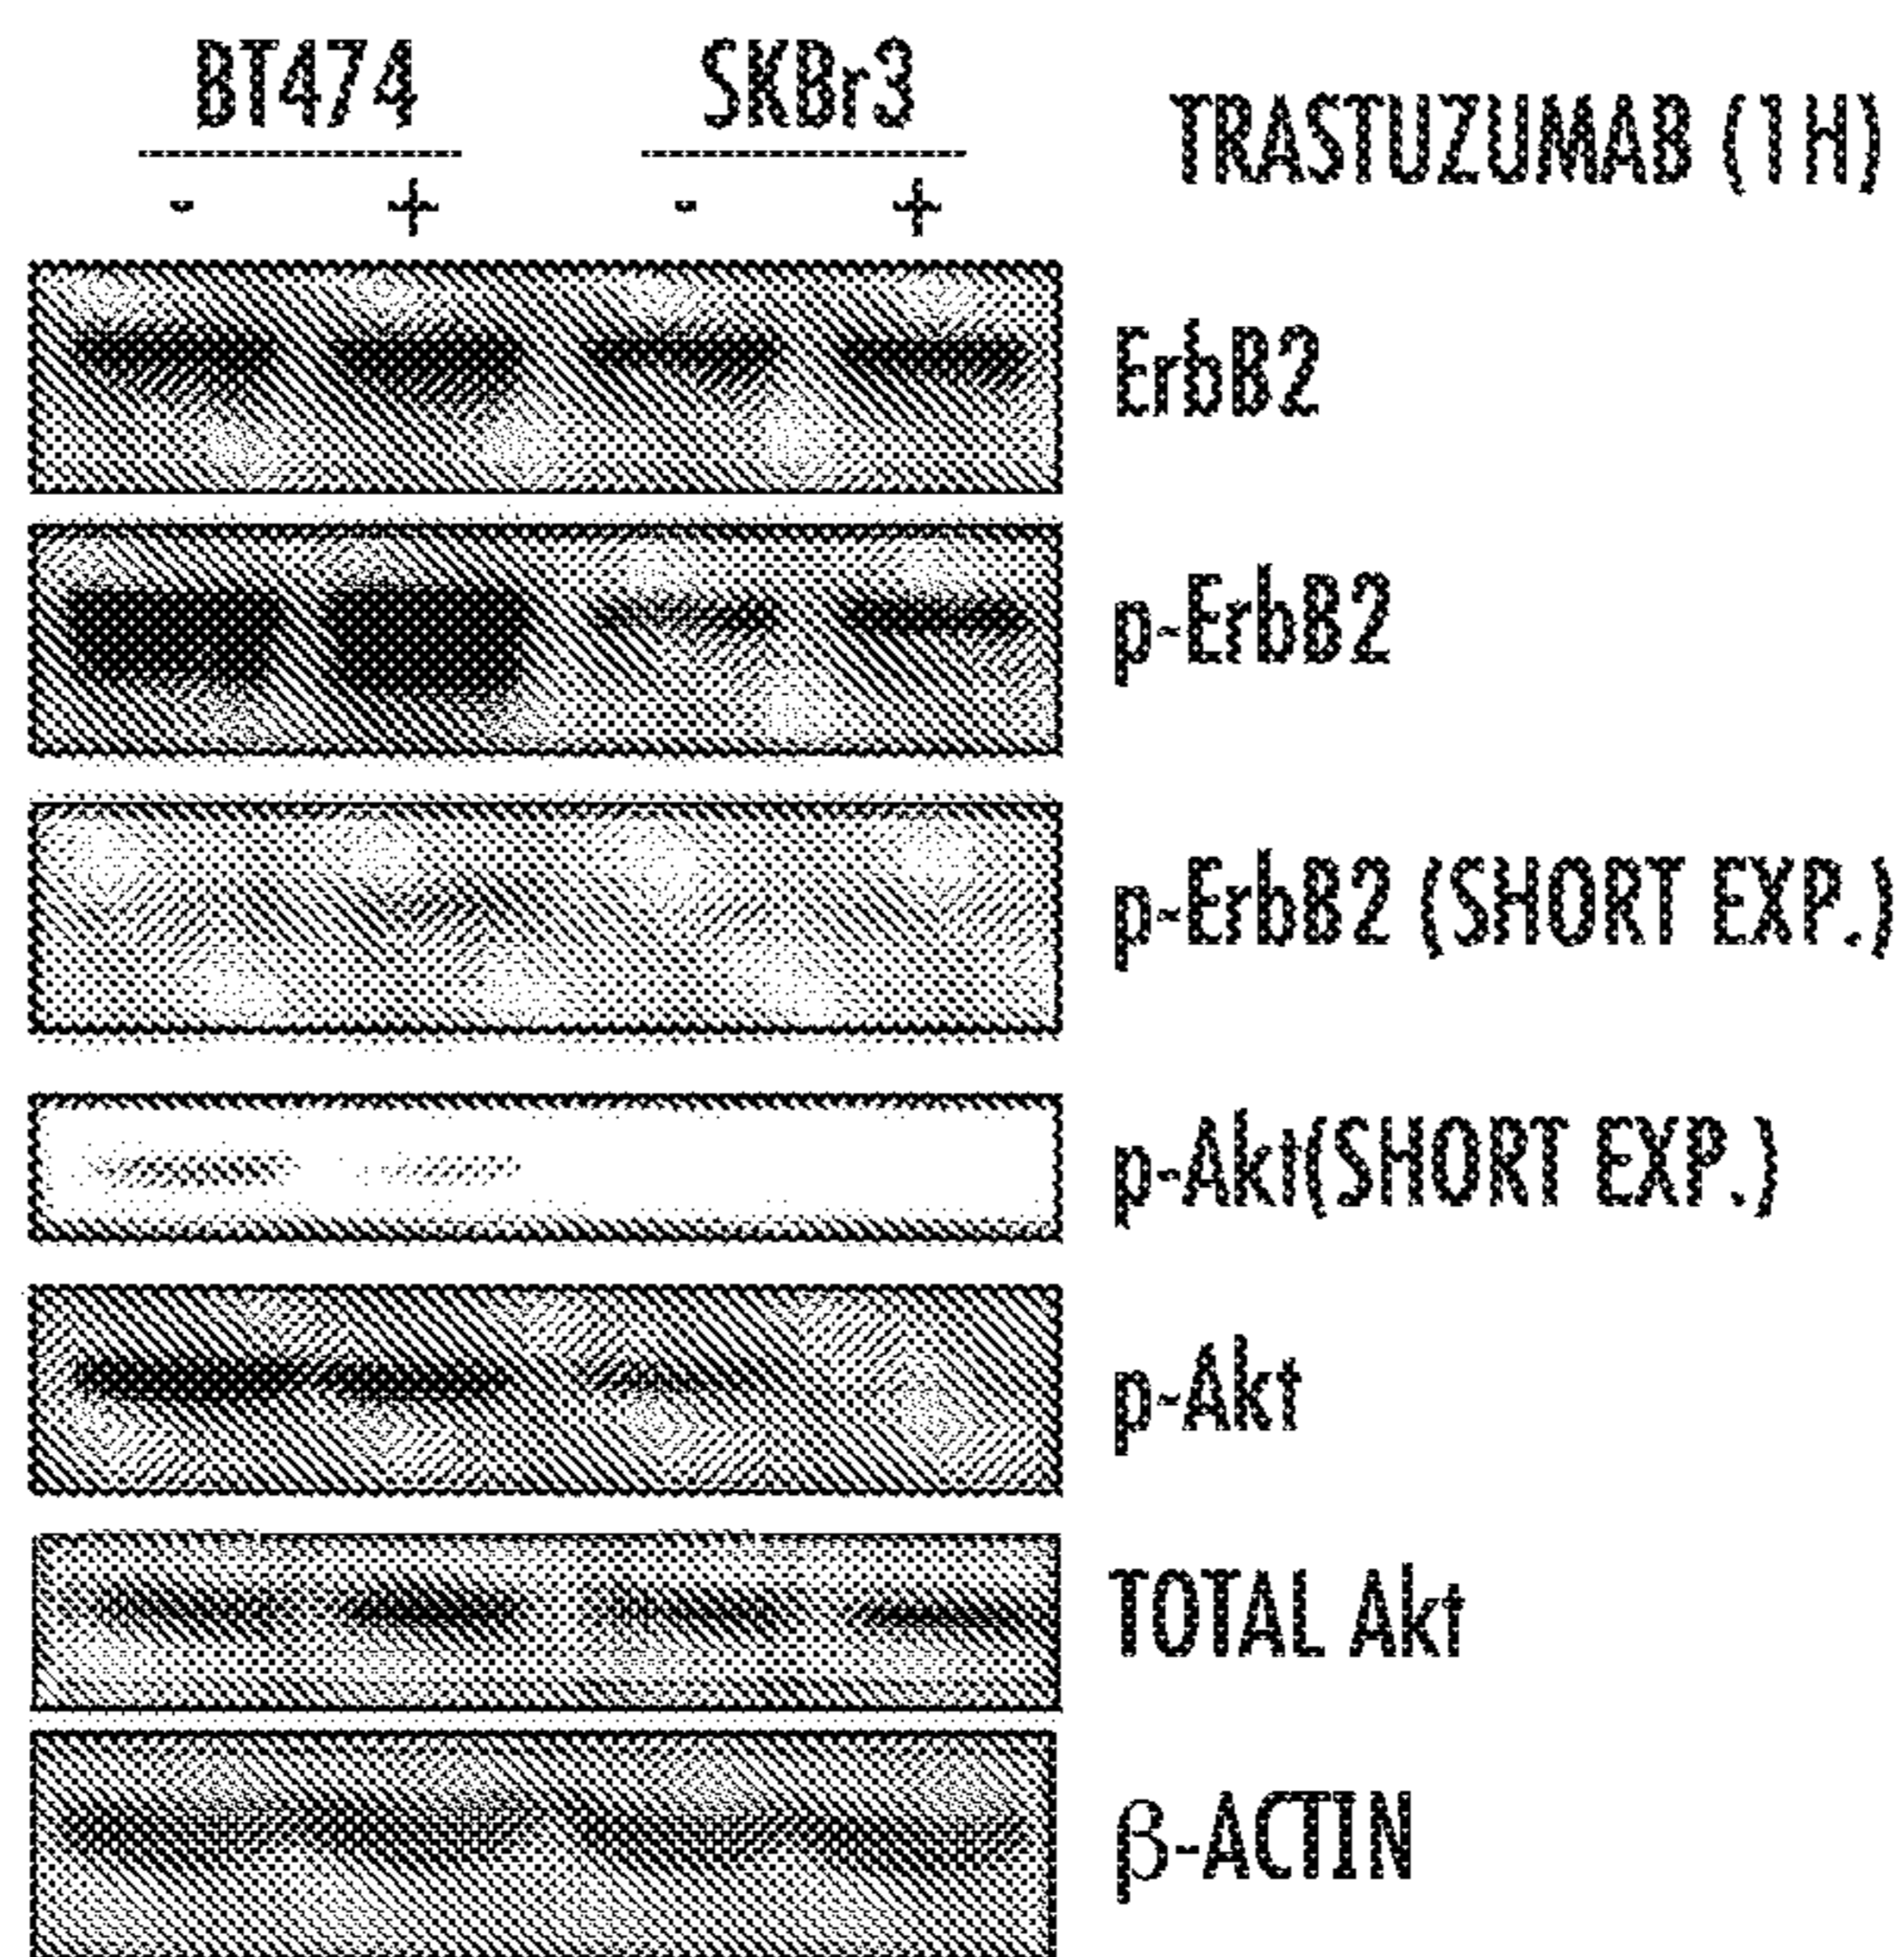 BT474 SKBr3
TRASTUZUMAB (1H)
- + - +
ErbB2
p-ErbB2
p-ErbB2 (SHORT EXP.)
p-Akt(SHORT EXP.)
p-Akt
TOTAL Akt
β-ACTIN